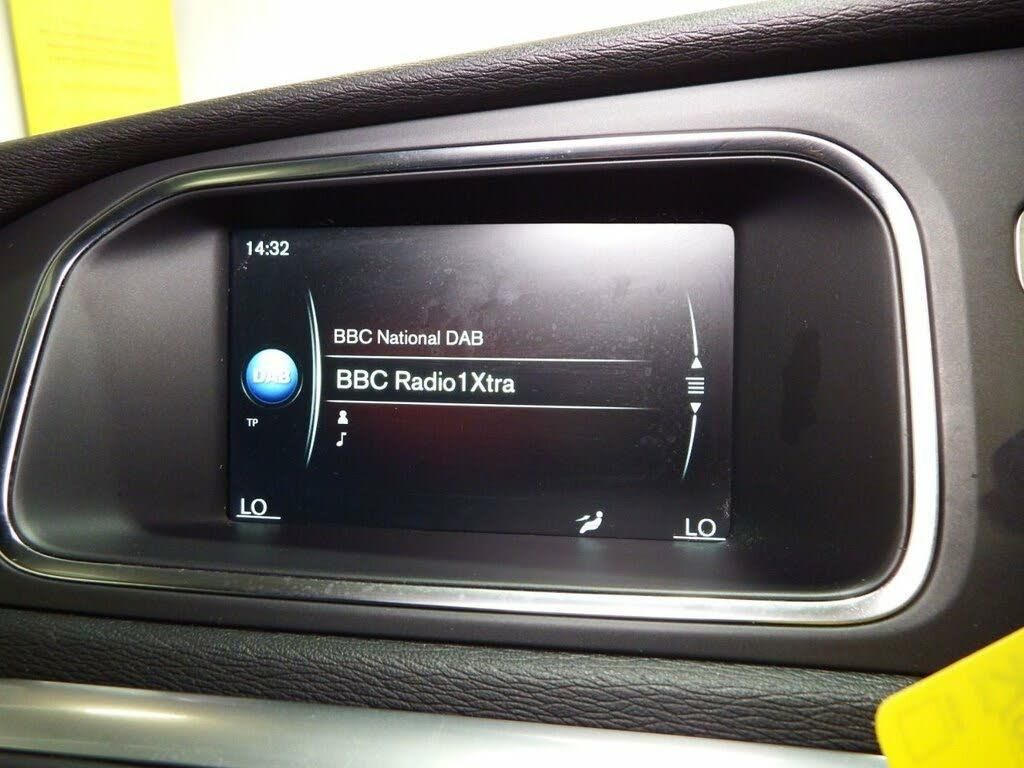 14:32
BBC National DAB
BBC Radio1Xtra
DAB
TP
LO
LO